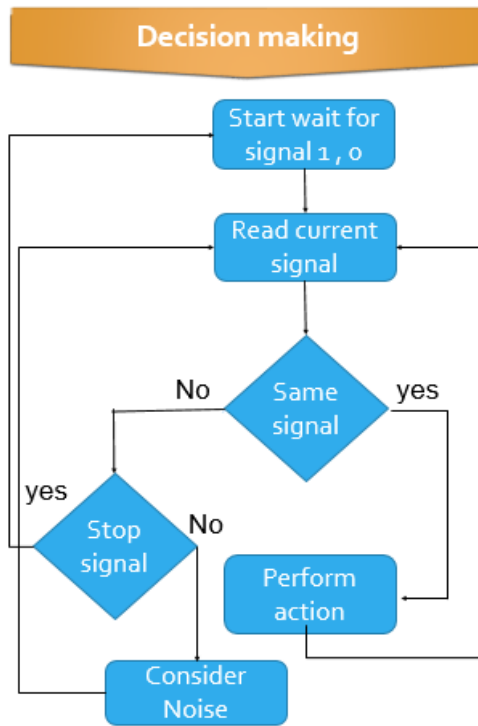 Decision making
Start wait for
signal 1 , 0
Read current
signal
No
Same
signal
yes
yes
Stop
signal
No
Perform
action
Consider
Noise